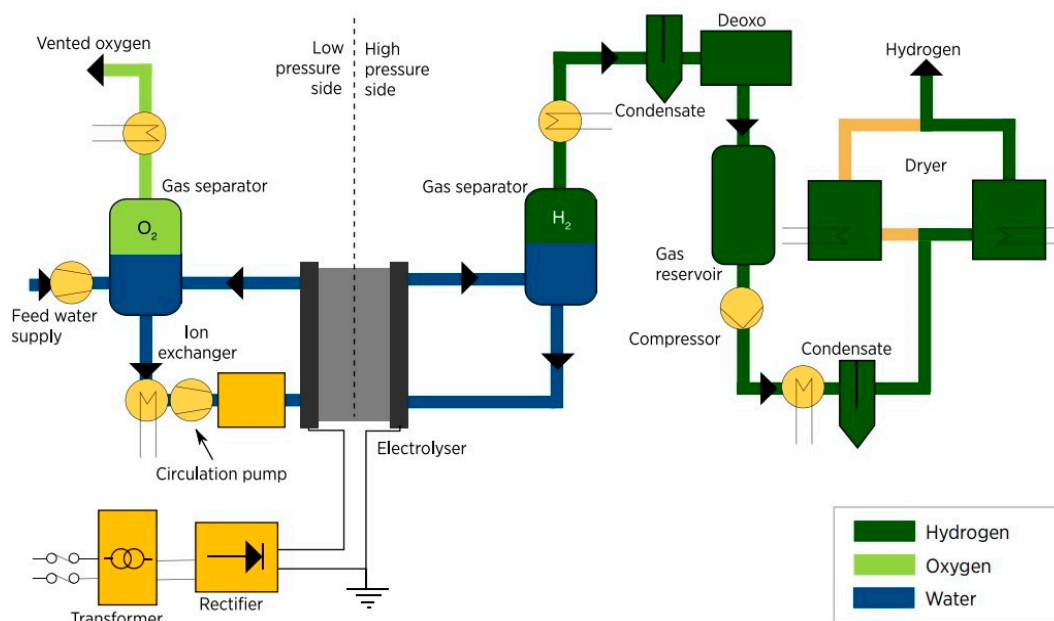 Deoxo
Vented oxygen
Low
pressure
side
High
pressure
side
Hydrogen
Condensate
Gas separator
Gas separator
Dryer
O₂
H₂
Gas
reservoir
Feed water
supply
Ion
exchanger
Compressor
Condensate
Electrolyser
Circulation pump
Hydrogen
Oxygen
Water
Rectifier
Transformer